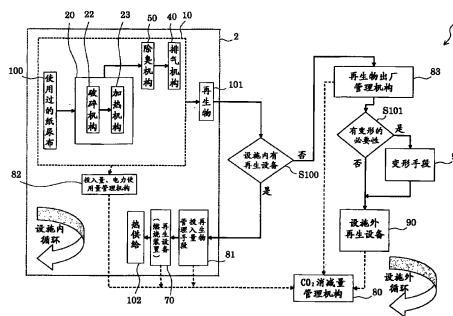 2
10
20
22
23
50
40
100
使用过的纸尿布
破碎机构
加热机构
除臭机构
排气机构
101
再生物
82
投入量、电力使用量管理机构
设施内循环
热供给
102
再生设备
(燃烧装置)
70
再生物投入量管理手段
81
设施内有再生设备
S100
是
否
再生物出厂管理机构
83
S101
有变形的必要性
是
否
变形手段
设施外再生设备
90
CO₂消减量管理机构
80
设施外循环